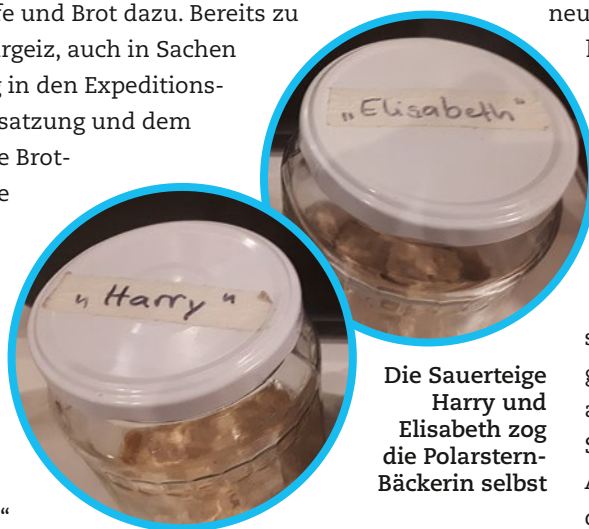 fe und Brot dazu. Bereits zu
rgeiz, auch in Sachen
g in den Expeditions-
satzung und dem
e Brot-
e
“
„Elisabeth“
„Harry“
Die Sauerteige
Harry und
Elisabeth zog
die Polarstern-
Bäckerin selbst
neu
s
g
a
S
A